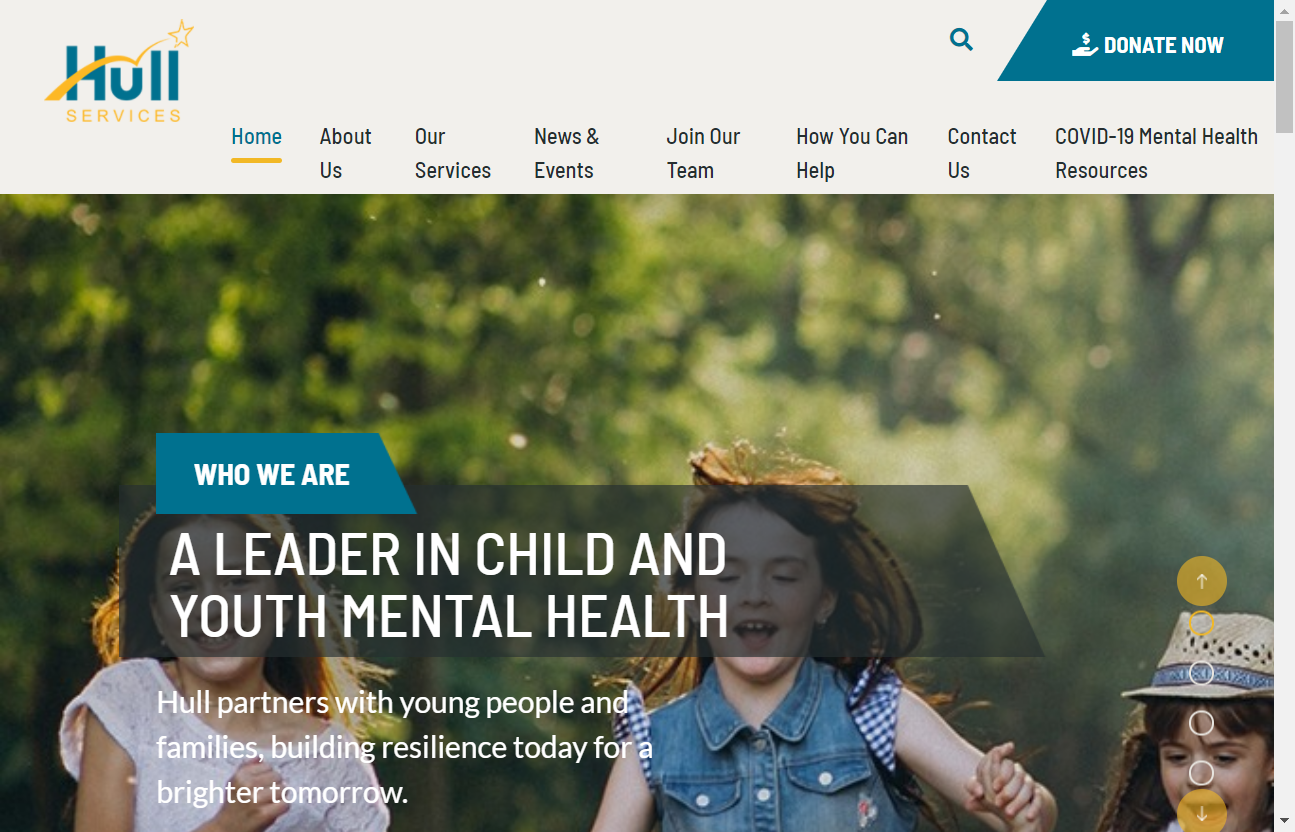 Hull
SERVICES
DONATE NOW
Home
About
Us
Our
Services
News &
Events
Join Our
Team
How You Can
Help
Contact
Us
COVID-19 Mental Health
Resources
WHO WE ARE
A LEADER IN CHILD AND
YOUTH MENTAL HEALTH
Hull partners with young people and
families, building resilience today for a
brighter tomorrow.